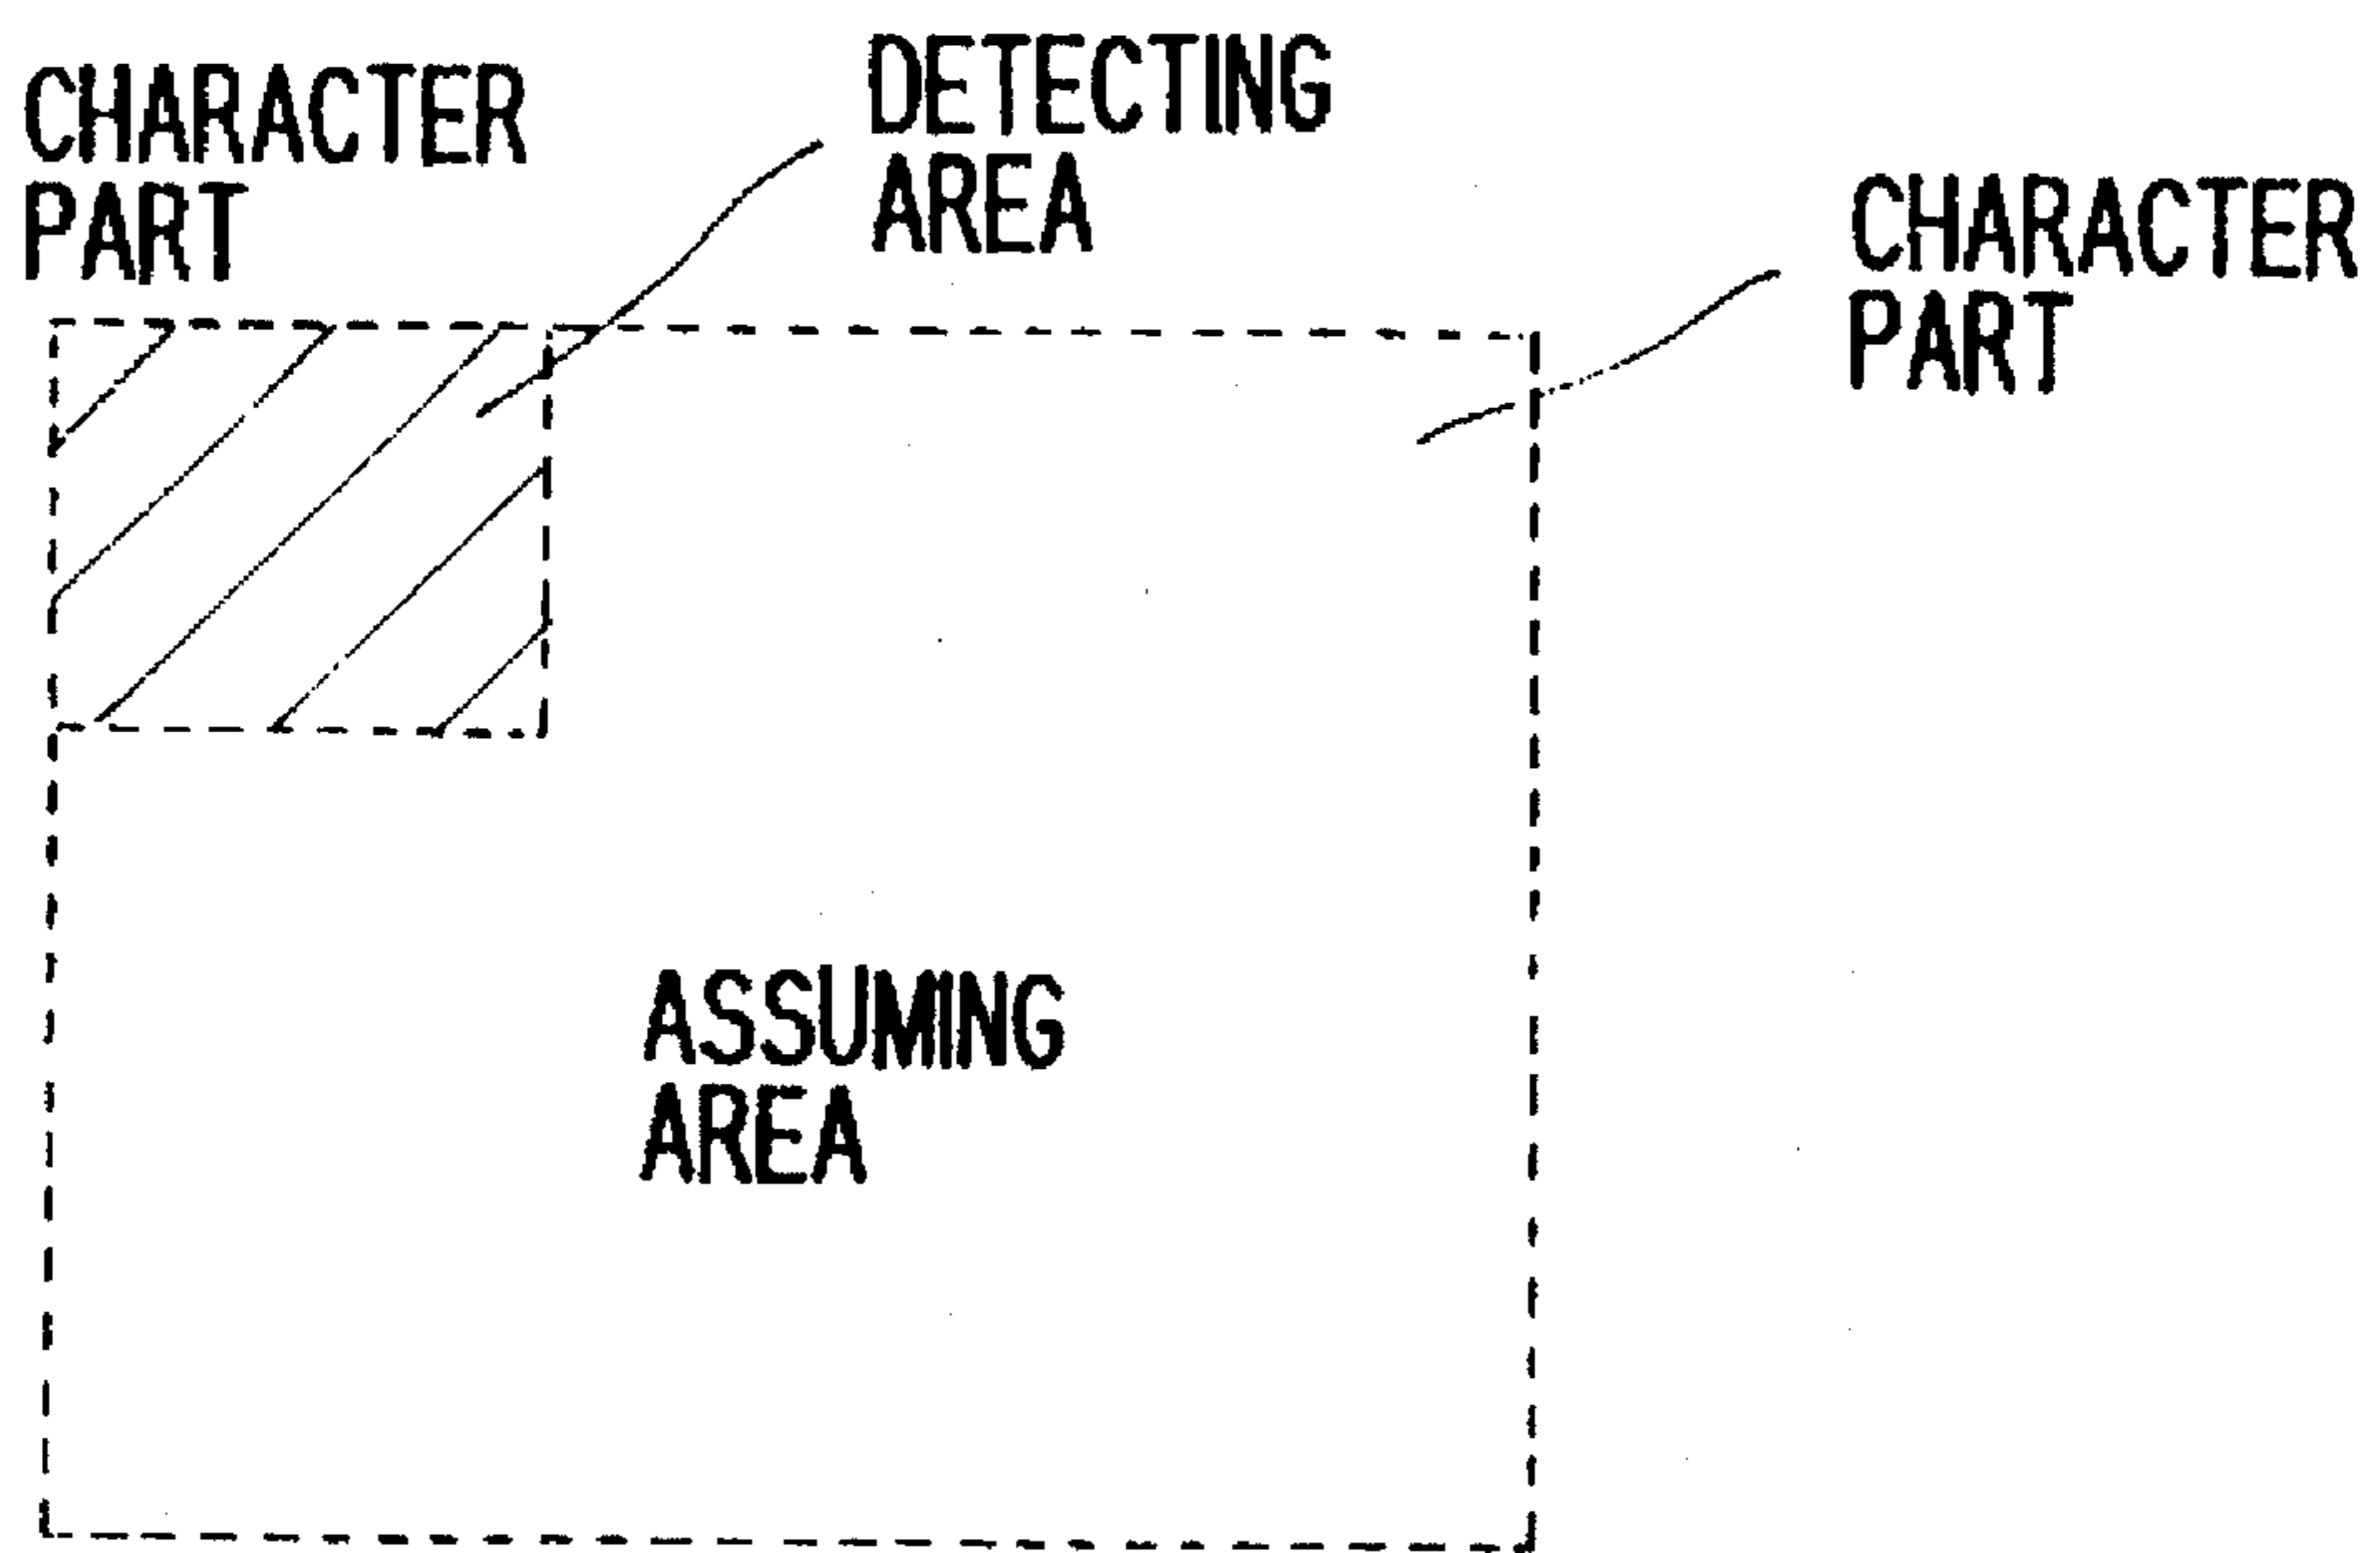 CHARACTER
PART
DETECTING
AREA
CHARACTER
PART
ASSUMING
AREA